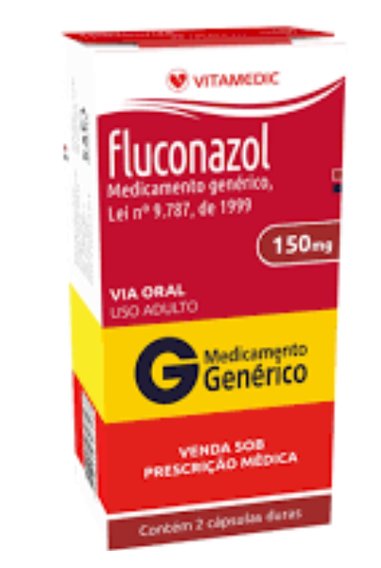 VITAMEDIC
fluconazol
Medicamento genérico,
Lei nº 9.787, de 1999
150mg
VIA ORAL
USO ADULTO
G Medicamento
Genérico
VENDA SOB
PRESCRIÇÃO MÉDICA
Contém 2 cápsulas duras